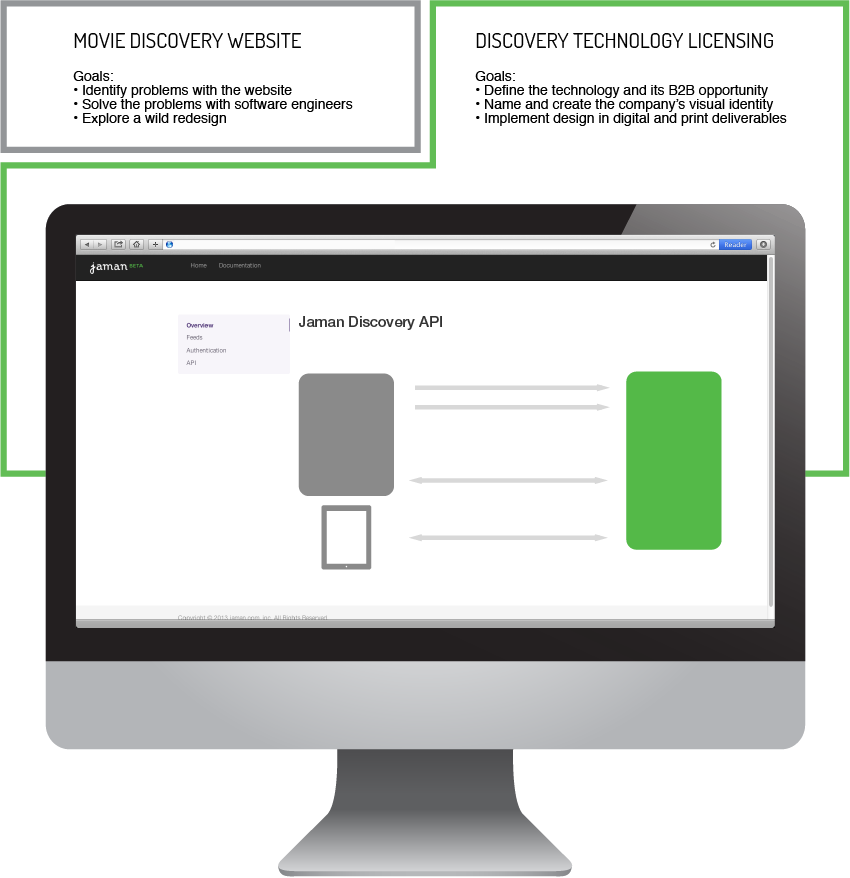 MOVIE DISCOVERY WEBSITE
Goals:
• Identify problems with the website
• Solve the problems with software engineers
• Explore a wild redesign
DISCOVERY TECHNOLOGY LICENSING
Goals:
• Define the technology and its B2B opportunity
• Name and create the company’s visual identity
• Implement design in digital and print deliverables
Reader
jaman BETA
Home Documentation
Overview
Feeds
Authentication
API
Jaman Discovery API
Copyright © 2013 jaman.com, inc. All Rights Reserved